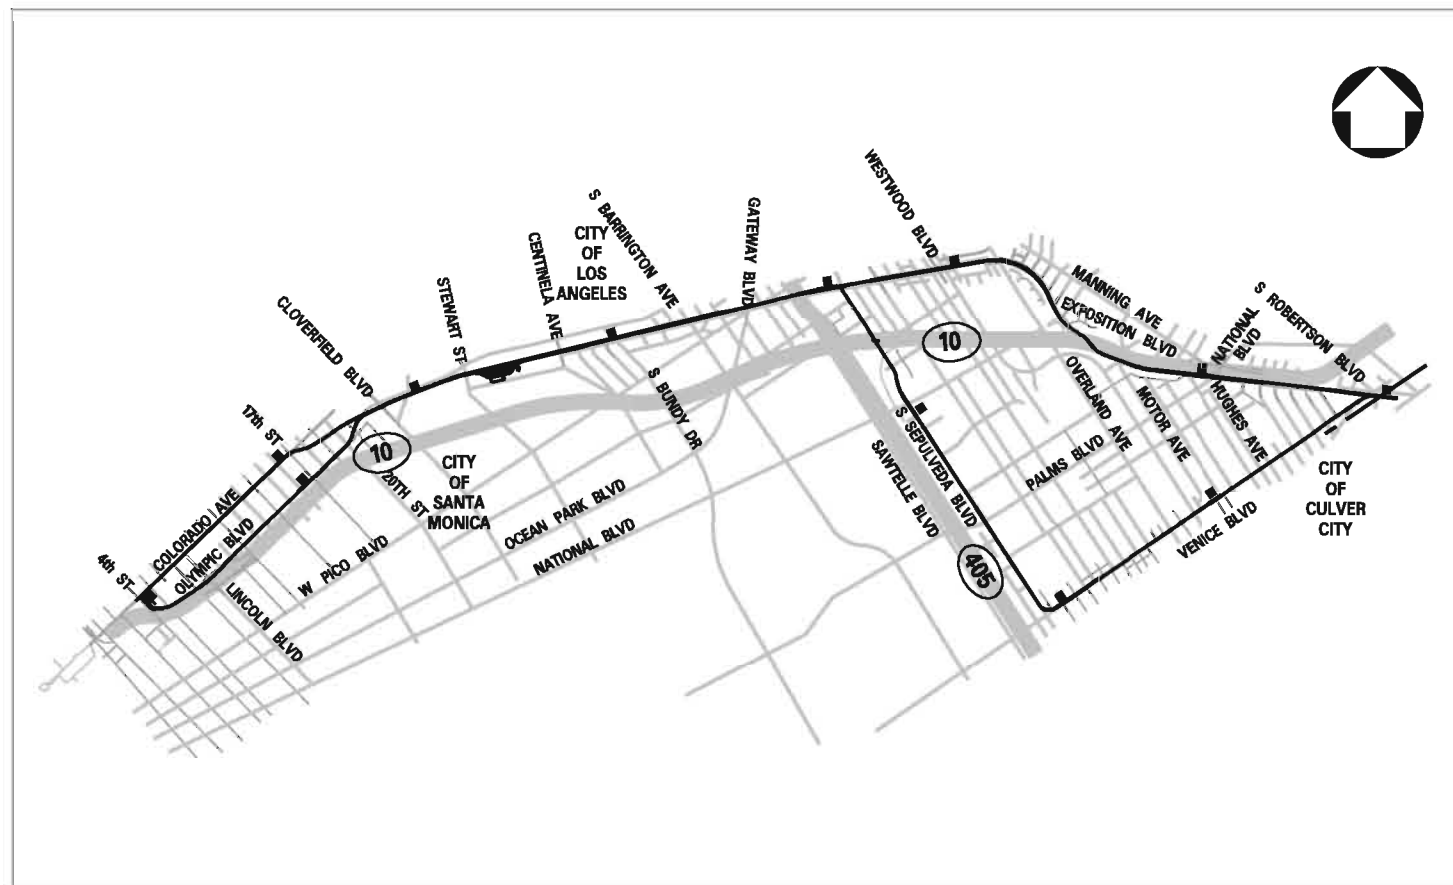 WESTWOOD BLVD
S BARRINGTON AVE
GATEWAY BLVD
CENTINELA AVE
CITY
OF
LOS
ANGELES
STEWART ST
CLOVERFIELD BLVD
MANNING AVE
EXPOSITION BLVD
NATIONAL
BLVD
S ROBERTSON BLVD
10
OVERLAND AVE
MOTOR AVE
HUGHES AVE
S BUNDY DR
17th ST
10
20TH ST
CITY
OF
SANTA
MONICA
S SEPULVEDA BLVD
SAWTELLE BLVD
PALMS BLVD
CITY
OF
CULVER
CITY
COLORADO AVE
OLYMPIC BLVD
4th ST
W PICO BLVD
OCEAN PARK BLVD
NATIONAL BLVD
VENICE BLVD
405
LINCOLN BLVD